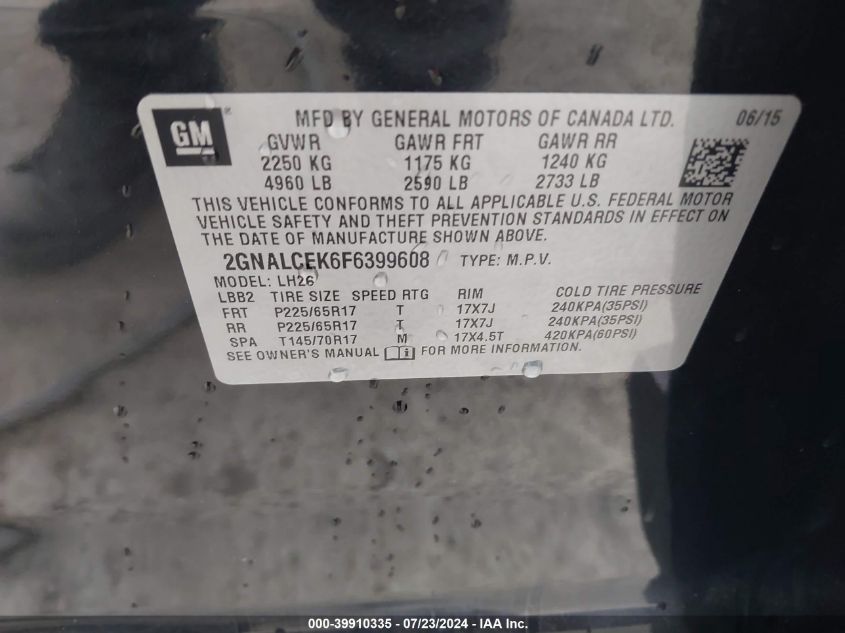 GM®
MFD BY GENERAL MOTORS OF CANADA LTD. 06/15
GVWR GAWR FRT GAWR RR
2250 KG 1175 KG 1240 KG
4960 LB 2590 LB 2733 LB
THIS VEHICLE CONFORMS TO ALL APPLICABLE U.S. FEDERAL MOTOR
VEHICLE SAFETY AND THEFT PREVENTION STANDARDS IN EFFECT ON
THE DATE OF MANUFACTURE SHOWN ABOVE.
2GNALCEK6F6399608 TYPE: M.P.V.
MODEL: LH26
LBB2 TIRE SIZE SPEED RTG RIM COLD TIRE PRESSURE
FRT P225/65R17 T 17X7J 240KPA(35PSI)
RR P225/65R17 T 17X7J 240KPA(35PSI)
SPA T145/70R17 M 17X4.5T 420KPA(60PSI)
SEE OWNER'S MANUAL FOR MORE INFORMATION.
000-39910335 - 07/23/2024 - IAA Inc.